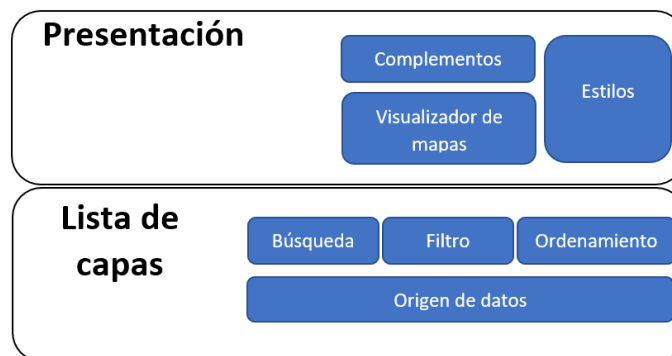 Presentación
Complementos
Estilos
Visualizador de
mapas
Lista de
capas
Búsqueda
Filtro
Ordenamiento
Origen de datos